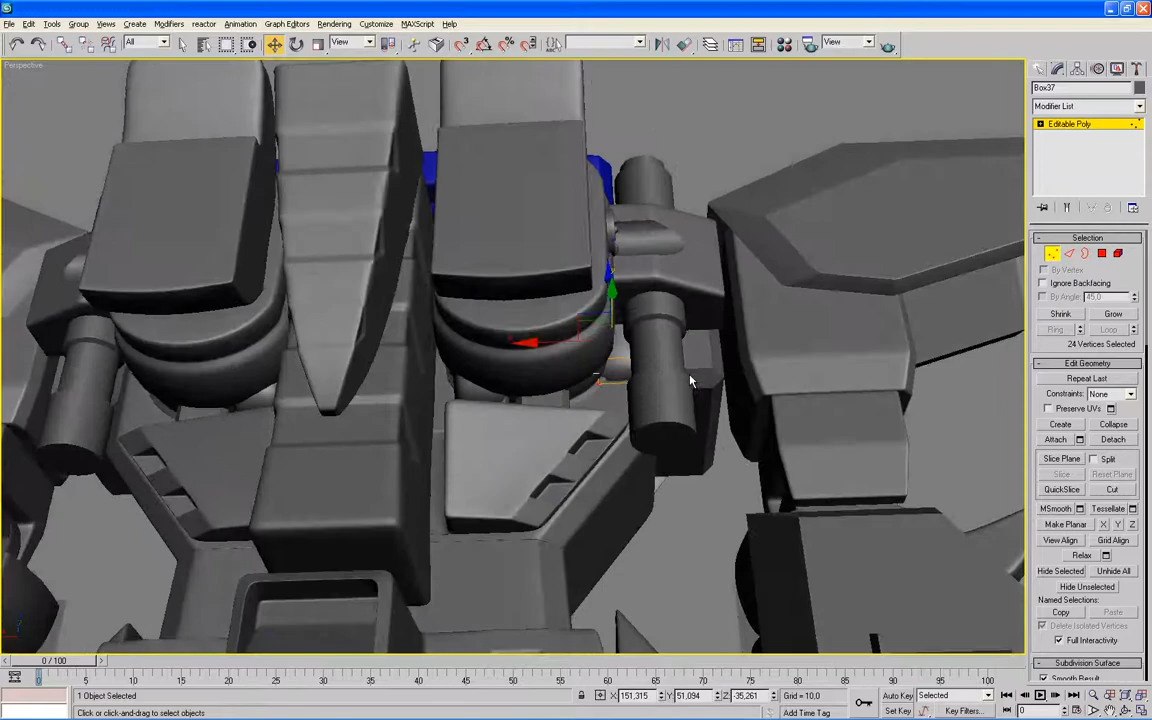 File Edit Tools Group Views Create Modifiers reactor Animation Graph Editors Rendering Customize MAXScript Help
All View View
Perspective
Box37
Modifier List
Editable Poly
Selection
By Vertex
Ignore Backfacing
By Angle: 45,0
Shrink Grow
Ring Loop
24 Vertices Selected
Edit Geometry
Repeat Last
Constraints: None
Preserve UVs
Create Collapse
Attach Detach
Slice Plane Split
Slice Reset Plane
QuickSlice Cut
MSmooth Tessellate
Make Planar X Y Z
View Align Grid Align
Relax
Hide Selected Unhide All
Hide Unselected
Named Selections:
Copy Paste
Delete Isolated Vertices
Full Interactivity
Subdivision Surface
Smooth Result
0 / 100
0 5 10 15 20 25 30 35 40 45 50 55 60 65 70 75 80 85 90 95 100
1 Object Selected X: 151,315 Y: 51,094 Z: -35,261 Grid = 10,0 Auto Key Selected
Click or click-and-drag to select objects Add Time Tag Set Key Key Filters... 0